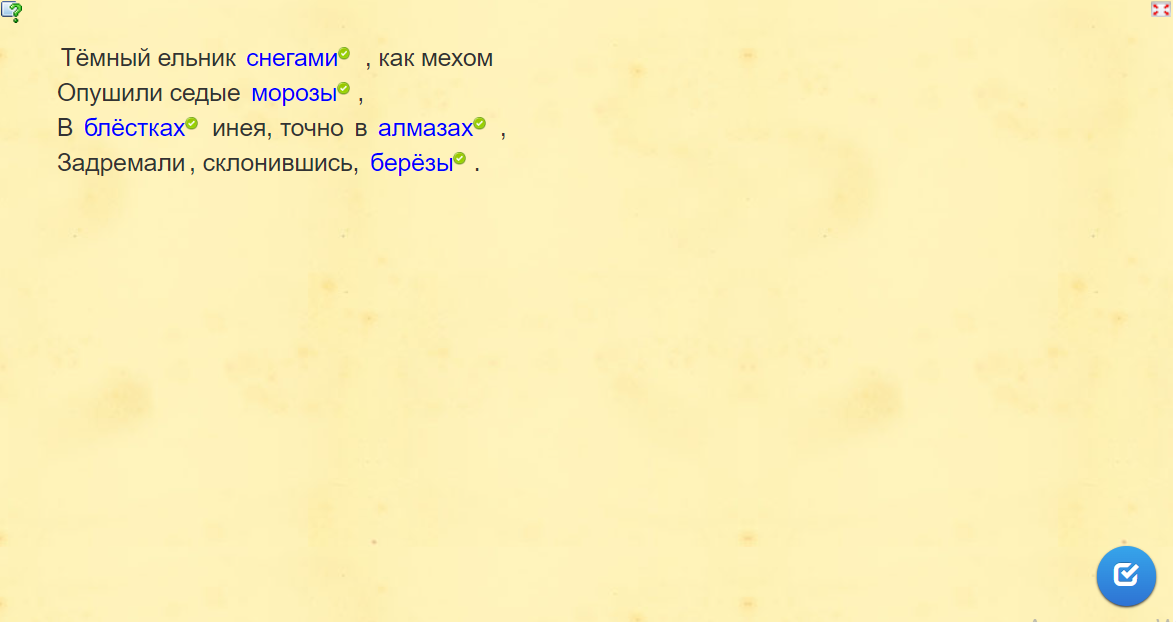 Тёмный ельник снегами , как мехом
Опушили седые морозы ,
В блёстках инея, точно в алмазах ,
Задремали , склонившись, берёзы .